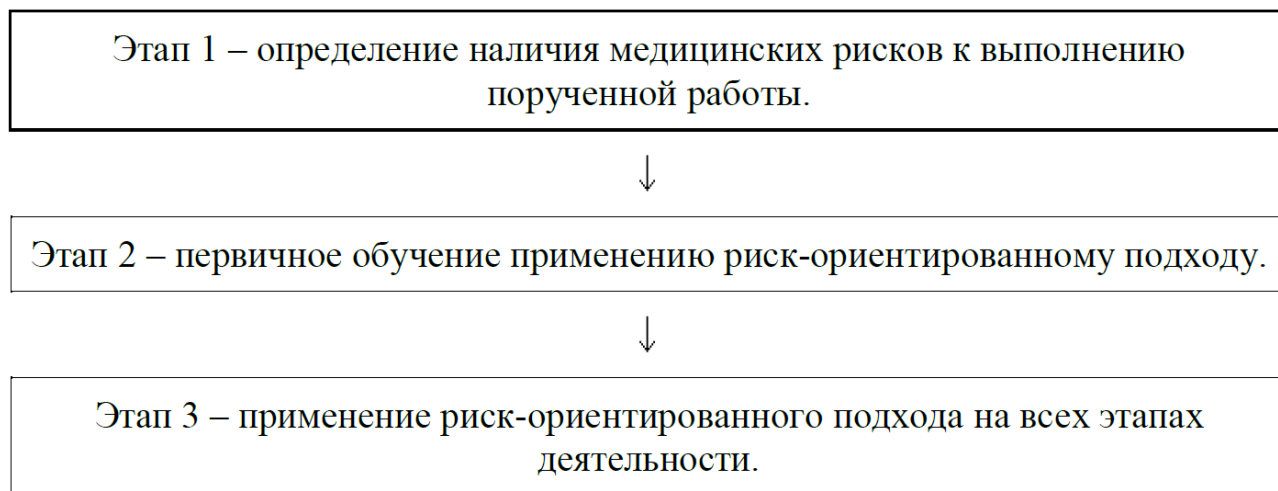 Этап 1 – определение наличия медицинских рисков к выполнению
порученной работы.
↓
Этап 2 – первичное обучение применению риск-ориентированному подходу.
↓
Этап 3 – применение риск-ориентированного подхода на всех этапах
деятельности.